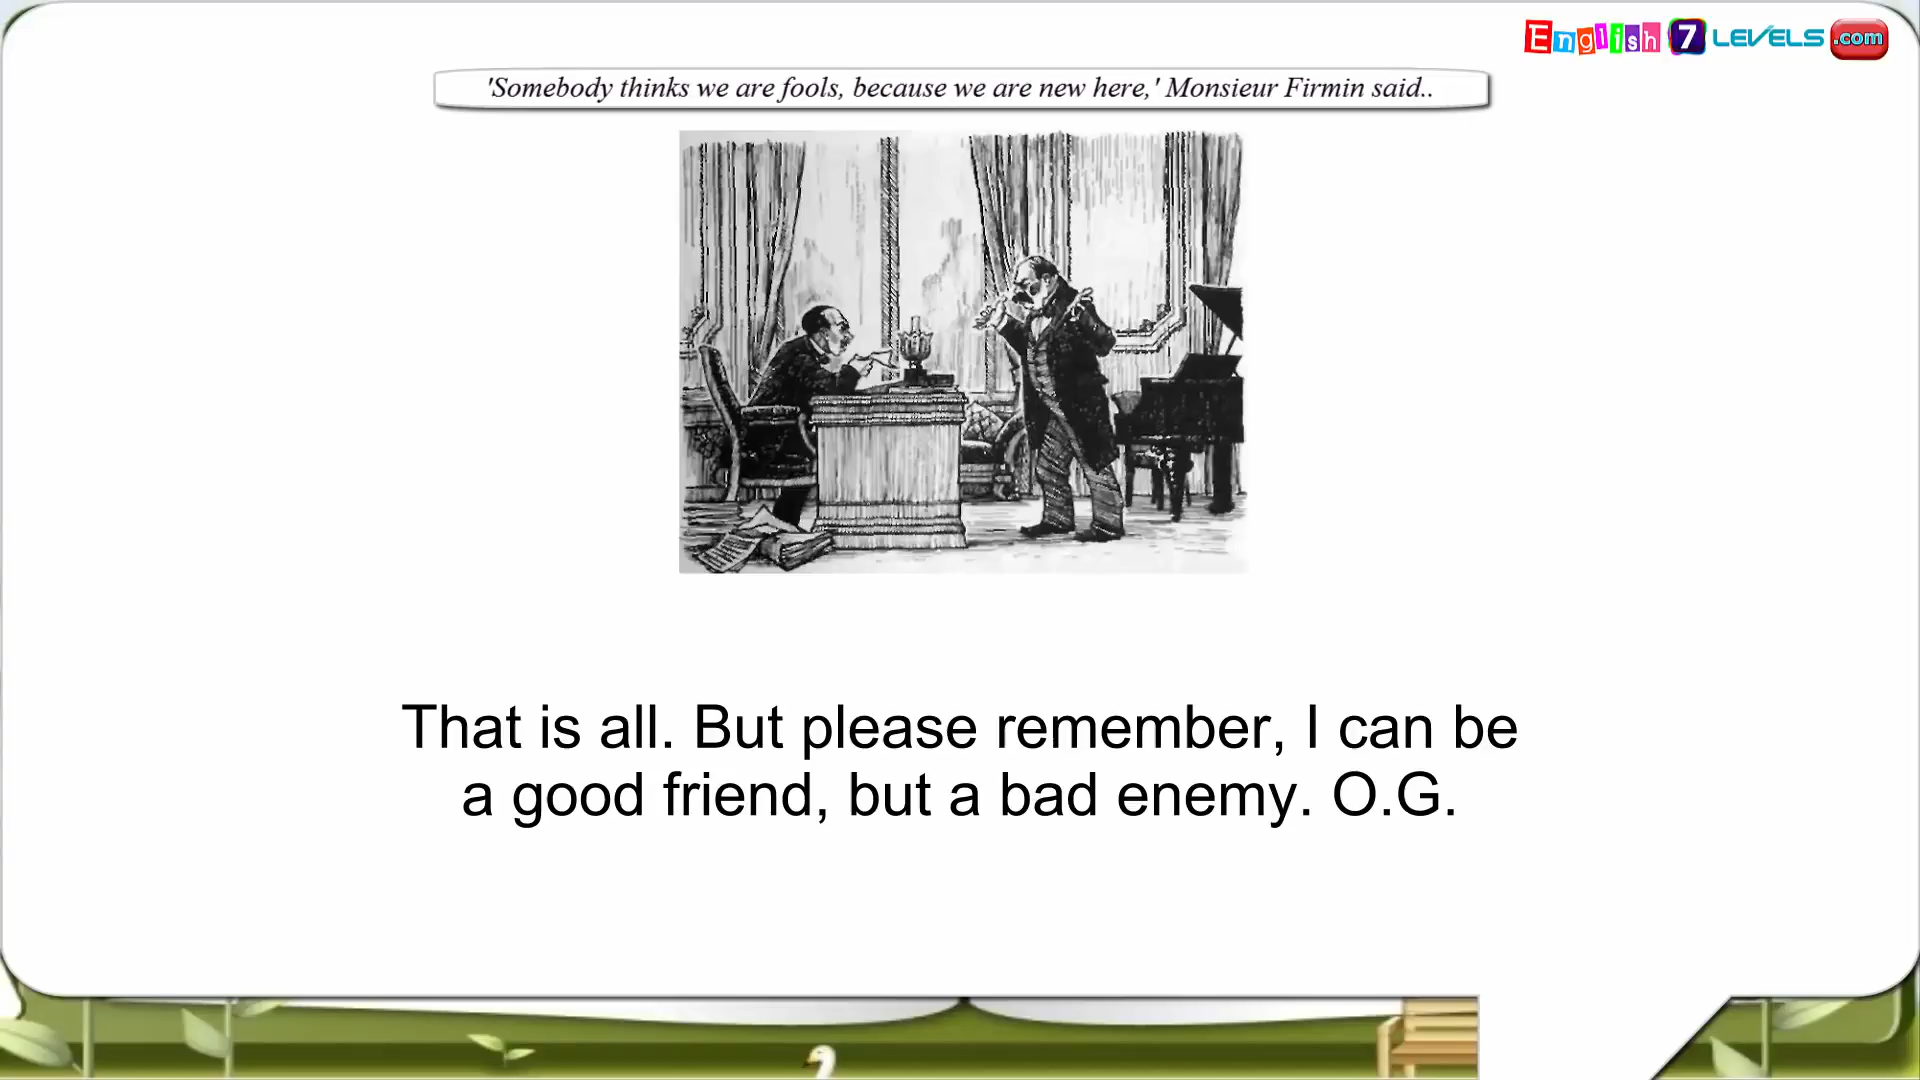 English 7 LEVELS .com
'Somebody thinks we are fools, because we are new here,' Monsieur Firmin said..
That is all. But please remember, I can be
a good friend, but a bad enemy. O.G.